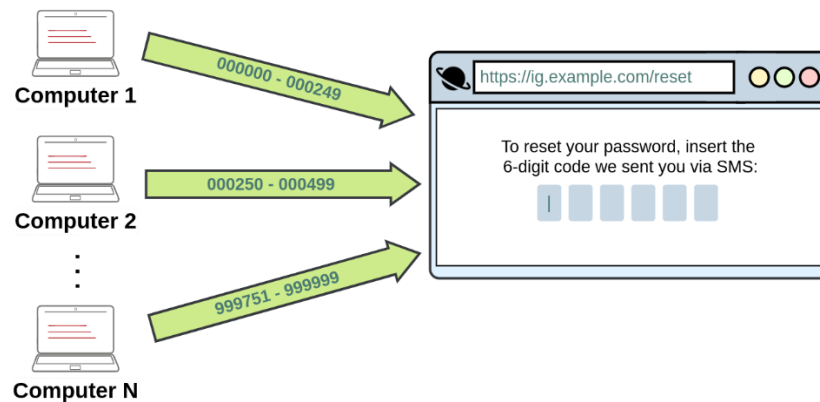 Computer 1
000000 - 000249
https://ig.example.com/reset
To reset your password, insert the
6-digit code we sent you via SMS:
Computer 2
000250 - 000499
Computer N
999751 - 999999